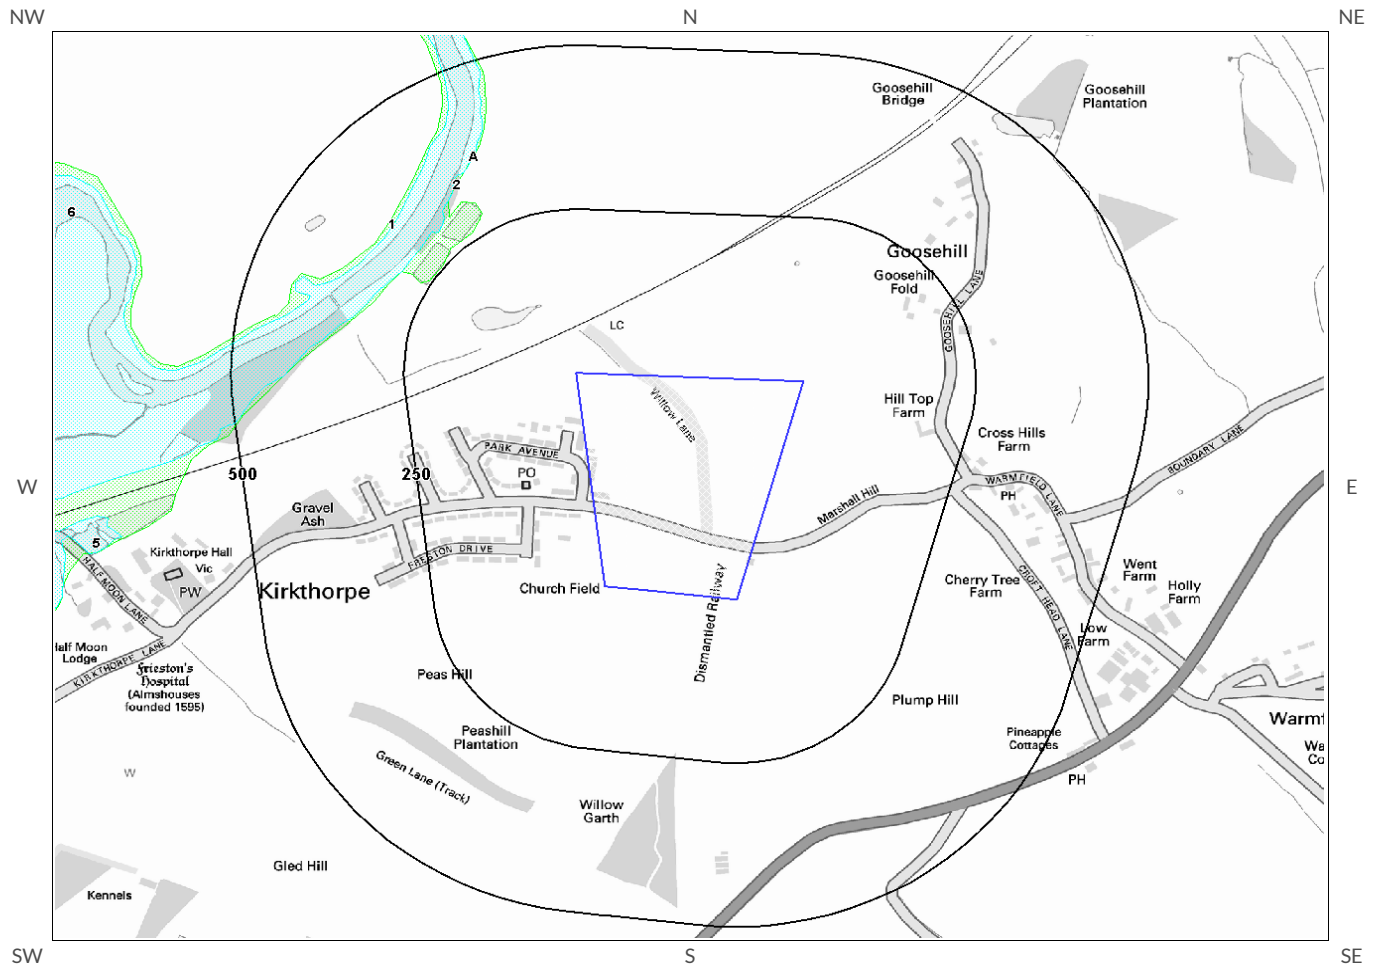 NW
N
NE
Goosehill
Bridge
Goosehill
Plantation
A
2
1
6
Goosehill
Goosehill
Fold
GOOSEHILL LANE
LC
Willow Lane
Hill Top
Farm
Cross Hills
Farm
BOUNDARY LANE
PARK AVENUE
PO
500
250
W
E
WARMFIELD LANE
PH
Marshall Hill
Gravel
Ash
5
Kirkthorpe Hall
Vic
PW
HALF MOON LANE
FRESTON DRIVE
Kirkthorpe
Church Field
Dismantled Railway
Cherry Tree
Farm
CROFT HEAD LANE
Went
Farm
Holly
Farm
Low
Farm
Half Moon
Lodge
KIRKTHORPE LANE
Frieston's
Hospital
(Almshouses
founded 1595)
Peas Hill
Plump Hill
Peashill
Plantation
Pineapple
Cottages
Warmf
Wa
Co
W
Green Lane (Track)
PH
Willow
Garth
Gled Hill
Kennels
SW
S
SE